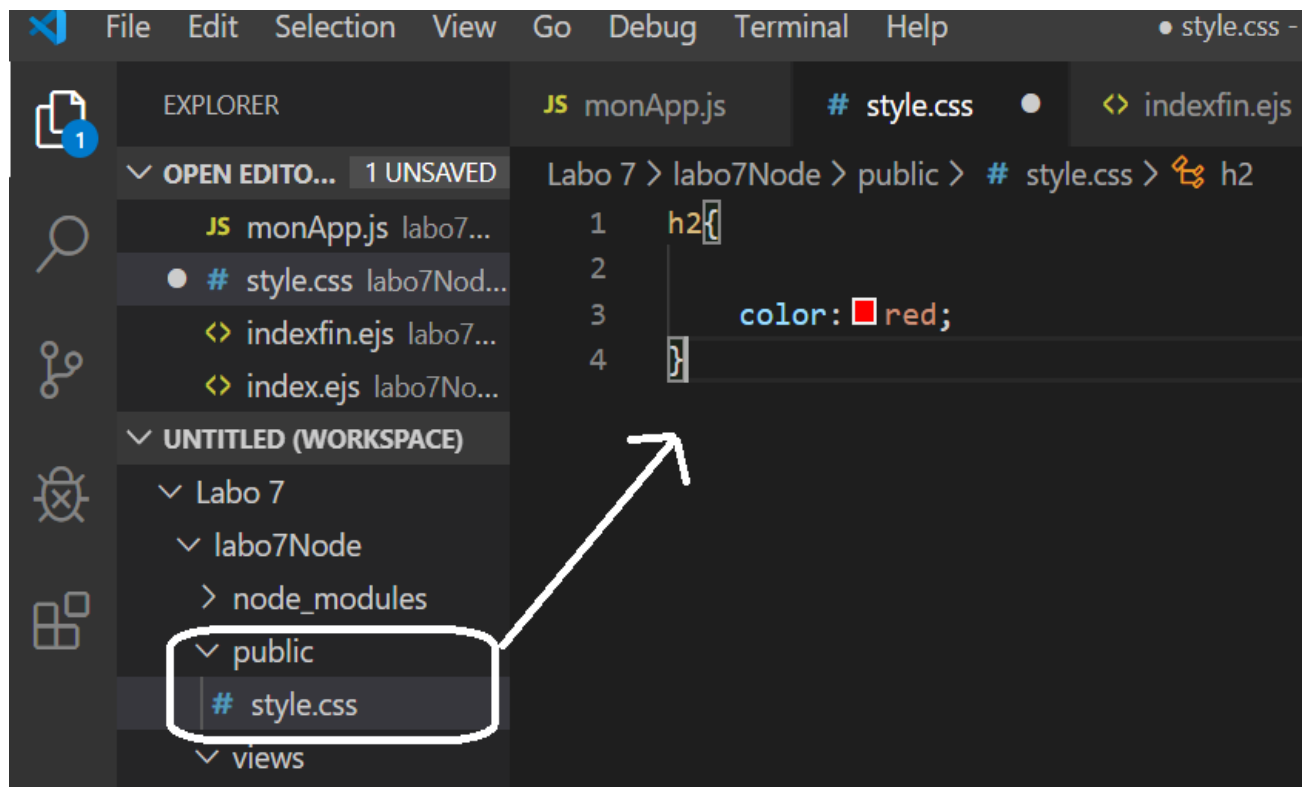 File Edit Selection View Go Debug Terminal Help ● style.css -
EXPLORER
JS monApp.js # style.css ● <> indexfin.ejs
1
OPEN EDITO... 1 UNSAVED
JS monApp.js labo7...
● # style.css labo7Nod...
<> indexfin.ejs labo7...
<> index.ejs labo7No...
UNTITLED (WORKSPACE)
Labo 7
labo7Node
> node_modules
public
# style.css
views
Labo 7 > labo7Node > public > # style.css > h2
1 h2{
2
3 color: red;
4 }